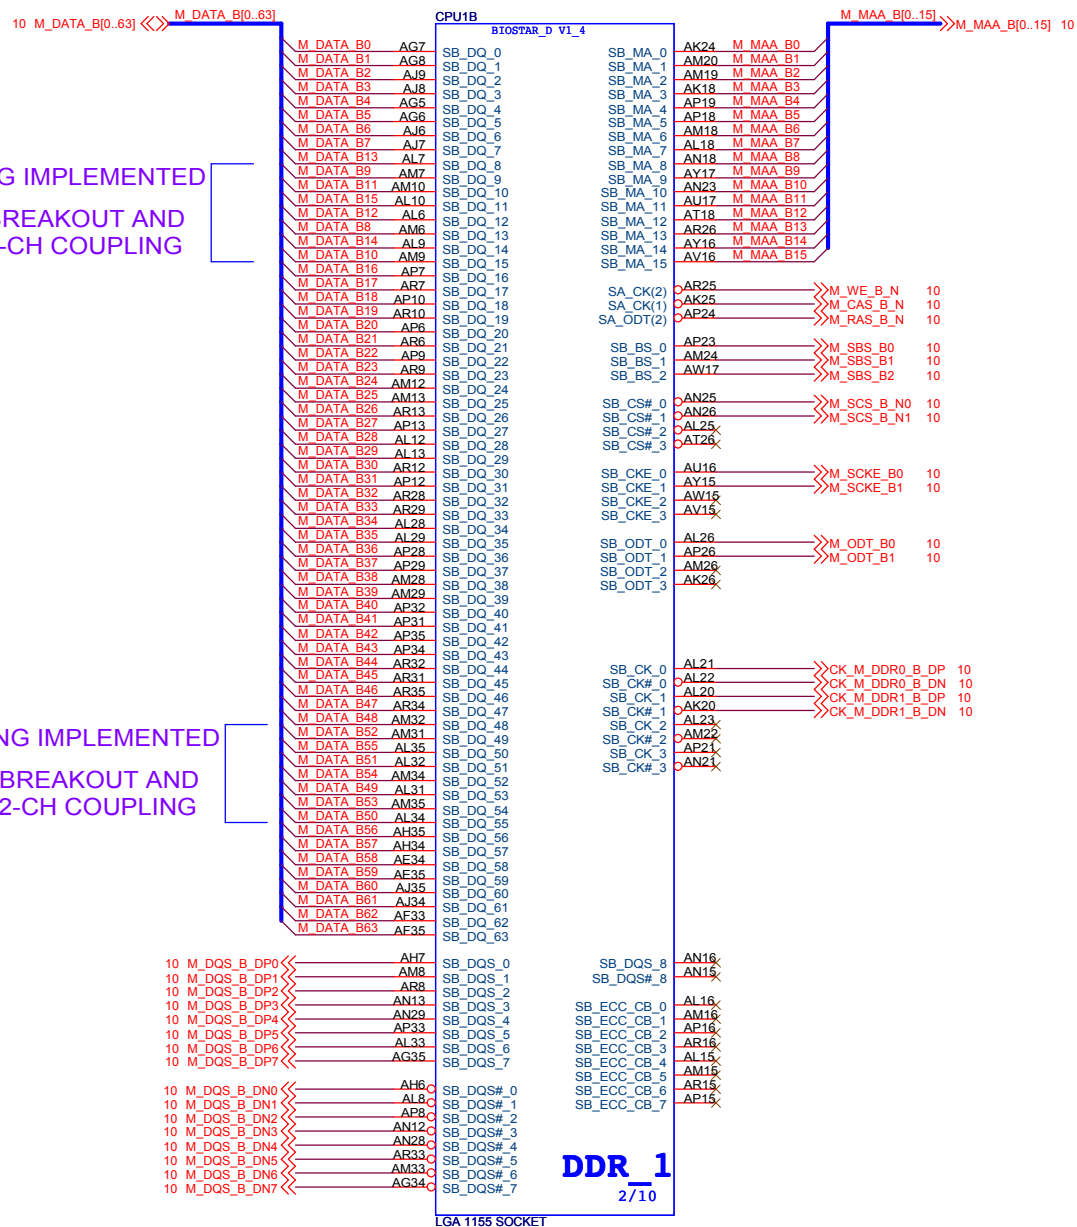 10 M_DATA_B[0..63] M_DATA_B[0..63] CPU1B M_MAA_B[0..15] M_MAA_B[0..15] 10
BIOSTAR_D V1_4
M_DATA_B0 AG7 SB_DQ_0 SB_MA_0 AK24 M_MAA_B0
M_DATA_B1 AG8 SB_DQ_1 SB_MA_1 AM20 M_MAA_B1
M_DATA_B2 AJ9 SB_DQ_2 SB_MA_2 AM19 M_MAA_B2
M_DATA_B3 AJ8 SB_DQ_3 SB_MA_3 AK18 M_MAA_B3
M_DATA_B4 AG5 SB_DQ_4 SB_MA_4 AP19 M_MAA_B4
M_DATA_B5 AG6 SB_DQ_5 SB_MA_5 AP18 M_MAA_B5
M_DATA_B6 AJ6 SB_DQ_6 SB_MA_6 AM18 M_MAA_B6
M_DATA_B7 AJ7 SB_DQ_7 SB_MA_7 AL18 M_MAA_B7
M_DATA_B13 AL7 SB_DQ_8 SB_MA_8 AN18 M_MAA_B8
G IMPLEMENTED M_DATA_B9 AM7 SB_DQ_9 SB_MA_9 AY17 M_MAA_B9
M_DATA_B11 AM10 SB_DQ_10 SB_MA_10 AN23 M_MAA_B10
M_DATA_B15 AL10 SB_DQ_11 SB_MA_11 AU17 M_MAA_B11
REAKOUT AND M_DATA_B12 AL6 SB_DQ_12 SB_MA_12 AT18 M_MAA_B12
M_DATA_B8 AM6 SB_DQ_13 SB_MA_13 AR26 M_MAA_B13
-CH COUPLING M_DATA_B14 AL9 SB_DQ_14 SB_MA_14 AY16 M_MAA_B14
M_DATA_B10 AM9 SB_DQ_15 SB_MA_15 AV16 M_MAA_B15
M_DATA_B16 AP7 SB_DQ_16
M_DATA_B17 AR7 SB_DQ_17 SA_CK(2) AR25 M_WE_B_N 10
M_DATA_B18 AP10 SB_DQ_18 SA_CK(1) AK25 M_CAS_B_N 10
M_DATA_B19 AR10 SB_DQ_19 SA_ODT(2) AP24 M_RAS_B_N 10
M_DATA_B20 AP6 SB_DQ_20
M_DATA_B21 AR6 SB_DQ_21 SB_BS_0 AP23 M_SBS_B0 10
M_DATA_B22 AP9 SB_DQ_22 SB_BS_1 AM24 M_SBS_B1 10
M_DATA_B23 AR9 SB_DQ_23 SB_BS_2 AW17 M_SBS_B2 10
M_DATA_B24 AM12 SB_DQ_24
M_DATA_B25 AM13 SB_DQ_25 SB_CS#_0 AN25 M_SCS_B_N0 10
M_DATA_B26 AR13 SB_DQ_26 SB_CS#_1 AN26 M_SCS_B_N1 10
M_DATA_B27 AP13 SB_DQ_27 SB_CS#_2 AL25
M_DATA_B28 AL12 SB_DQ_28 SB_CS#_3 AT26
M_DATA_B29 AL13 SB_DQ_29
M_DATA_B30 AR12 SB_DQ_30 SB_CKE_0 AU16 M_SCKE_B0 10
M_DATA_B31 AP12 SB_DQ_31 SB_CKE_1 AY15 M_SCKE_B1 10
M_DATA_B32 AR28 SB_DQ_32 SB_CKE_2 AW15
M_DATA_B33 AR29 SB_DQ_33 SB_CKE_3 AV15
M_DATA_B34 AL28 SB_DQ_34
M_DATA_B35 AL29 SB_DQ_35 SB_ODT_0 AL26 M_ODT_B0 10
M_DATA_B36 AP28 SB_DQ_36 SB_ODT_1 AP26 M_ODT_B1 10
M_DATA_B37 AP29 SB_DQ_37 SB_ODT_2 AM26
M_DATA_B38 AM28 SB_DQ_38 SB_ODT_3 AK26
M_DATA_B39 AM29 SB_DQ_39
M_DATA_B40 AP32 SB_DQ_40
M_DATA_B41 AP31 SB_DQ_41
M_DATA_B42 AP35 SB_DQ_42
M_DATA_B43 AP34 SB_DQ_43
M_DATA_B44 AR32 SB_DQ_44 SB_CK_0 AL21 CK_M_DDR0_B_DP 10
M_DATA_B45 AR31 SB_DQ_45 SB_CK#_0 AL22 CK_M_DDR0_B_DN 10
M_DATA_B46 AR35 SB_DQ_46 SB_CK_1 AL20 CK_M_DDR1_B_DP 10
M_DATA_B47 AR34 SB_DQ_47 SB_CK#_1 AK20 CK_M_DDR1_B_DN 10
M_DATA_B48 AM32 SB_DQ_48 SB_CK_2 AL23
NG IMPLEMENTED M_DATA_B52 AM31 SB_DQ_49 SB_CK#_2 AM22
M_DATA_B55 AL35 SB_DQ_50 SB_CK_3 AP21
M_DATA_B51 AL32 SB_DQ_51 SB_CK#_3 AN21
BREAKOUT AND M_DATA_B54 AM34 SB_DQ_52
M_DATA_B49 AL31 SB_DQ_53
2-CH COUPLING M_DATA_B53 AM35 SB_DQ_54
M_DATA_B50 AL34 SB_DQ_55
M_DATA_B56 AH35 SB_DQ_56
M_DATA_B57 AH34 SB_DQ_57
M_DATA_B58 AE34 SB_DQ_58
M_DATA_B59 AE35 SB_DQ_59
M_DATA_B60 AJ35 SB_DQ_60
M_DATA_B61 AJ34 SB_DQ_61
M_DATA_B62 AF33 SB_DQ_62
M_DATA_B63 AF35 SB_DQ_63
10 M_DQS_B_DP0 AH7 SB_DQS_0 SB_DQS_8 AN16
10 M_DQS_B_DP1 AM8 SB_DQS_1 SB_DQS#_8 AN15
10 M_DQS_B_DP2 AR8 SB_DQS_2
10 M_DQS_B_DP3 AN13 SB_DQS_3 SB_ECC_CB_0 AL16
10 M_DQS_B_DP4 AN29 SB_DQS_4 SB_ECC_CB_1 AM16
10 M_DQS_B_DP5 AP33 SB_DQS_5 SB_ECC_CB_2 AP16
10 M_DQS_B_DP6 AL33 SB_DQS_6 SB_ECC_CB_3 AR16
10 M_DQS_B_DP7 AG35 SB_DQS_7 SB_ECC_CB_4 AL15
SB_ECC_CB_5 AM15
10 M_DQS_B_DN0 AH6 SB_DQS#_0 SB_ECC_CB_6 AR15
10 M_DQS_B_DN1 AL8 SB_DQS#_1 SB_ECC_CB_7 AP15
10 M_DQS_B_DN2 AP8 SB_DQS#_2
10 M_DQS_B_DN3 AN12 SB_DQS#_3
10 M_DQS_B_DN4 AN28 SB_DQS#_4
10 M_DQS_B_DN5 AR33 SB_DQS#_5
10 M_DQS_B_DN6 AM33 SB_DQS#_6
10 M_DQS_B_DN7 AG34 SB_DQS#_7
DDR_1
2/10
LGA 1155 SOCKET